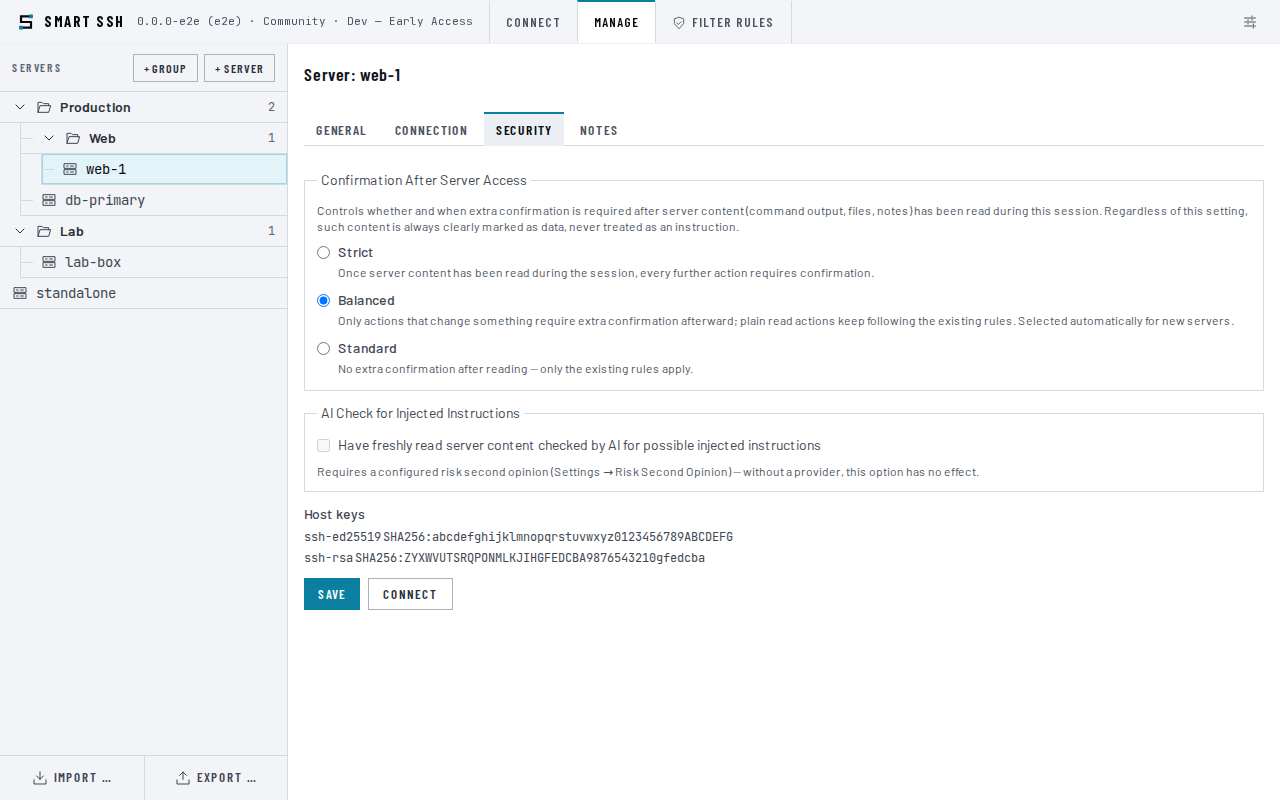 SMART SSH 0.0.0-e2e (e2e) · Community · Dev — Early Access CONNECT MANAGE FILTER RULES
SERVERS + GROUP + SERVER
Production 2
Web 1
web-1
db-primary
Lab 1
lab-box
standalone
IMPORT ... EXPORT ...
Server: web-1
GENERAL CONNECTION SECURITY NOTES
Confirmation After Server Access
Controls whether and when extra confirmation is required after server content (command output, files, notes) has been read during this session. Regardless of this setting,
such content is always clearly marked as data, never treated as an instruction.
Strict
Once server content has been read during the session, every further action requires confirmation.
Balanced
Only actions that change something require extra confirmation afterward; plain read actions keep following the existing rules. Selected automatically for new servers.
Standard
No extra confirmation after reading — only the existing rules apply.
AI Check for Injected Instructions
Have freshly read server content checked by AI for possible injected instructions
Requires a configured risk second opinion (Settings → Risk Second Opinion) — without a provider, this option has no effect.
Host keys
ssh-ed25519 SHA256:abcdefghijklmnopqrstuvwxyz0123456789ABCDEFG
ssh-rsa SHA256:ZYXWVUTSRQPONMLKJIHGFEDCBA9876543210gfedcba
SAVE CONNECT